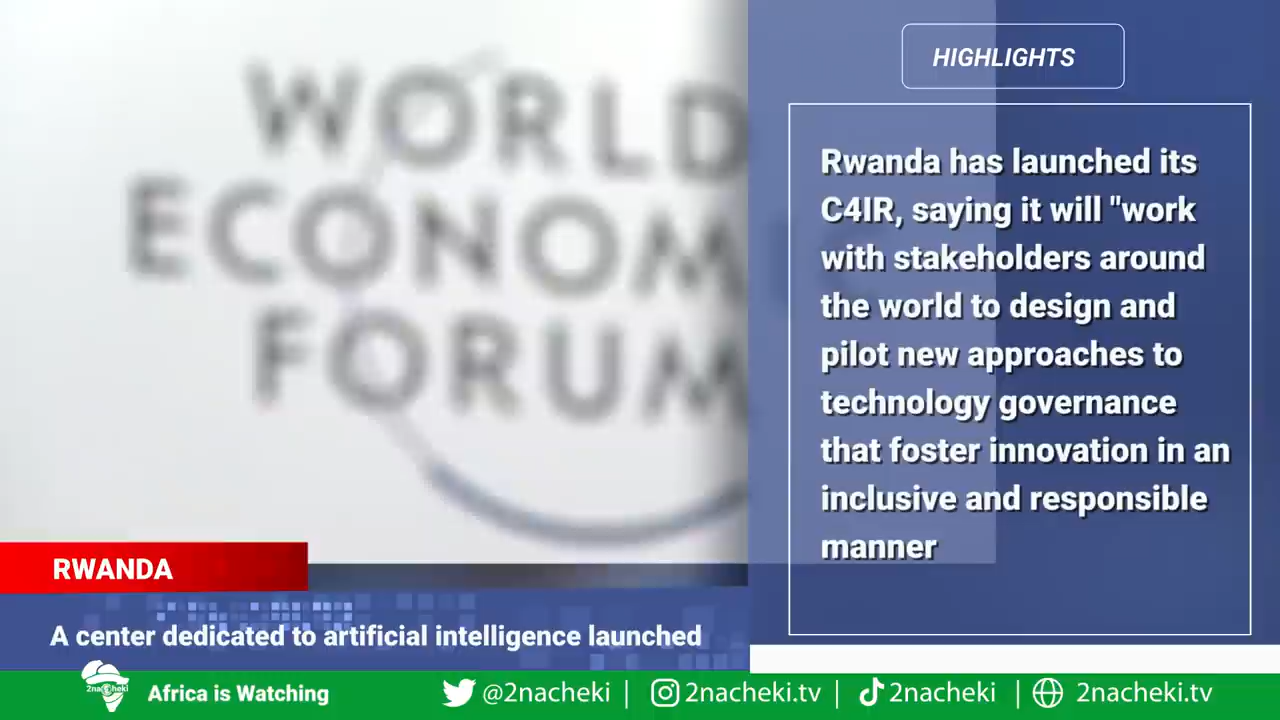 WORLD
ECONOMIC
FORUM
HIGHLIGHTS
Rwanda has launched its
C4IR, saying it will "work
with stakeholders around
the world to design and
pilot new approaches to
technology governance
that foster innovation in an
inclusive and responsible
manner
RWANDA
A center dedicated to artificial intelligence launched
2nacheki
Africa is Watching
@2nacheki | 2nacheki.tv | 2nacheki | 2nacheki.tv